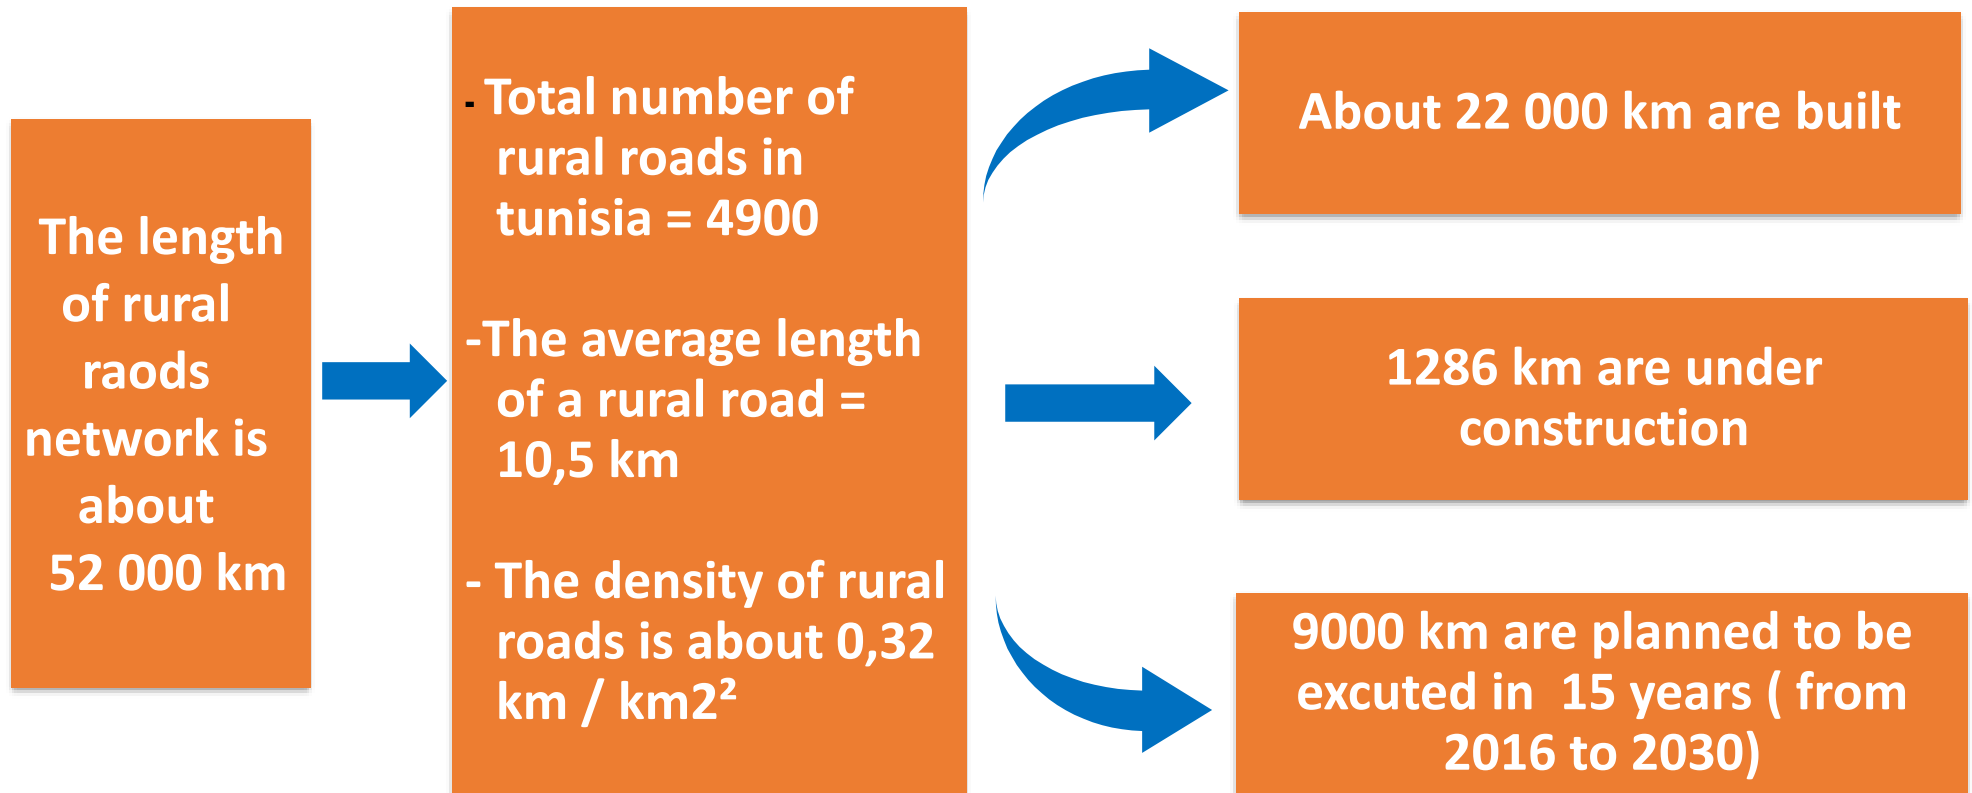 The length
of rural
raods
network is
about
52 000 km
- Total number of
rural roads in
tunisia = 4900
-The average length
of a rural road =
10,5 km
- The density of rural
roads is about 0,32
km / km2²
About 22 000 km are built
1286 km are under
construction
9000 km are planned to be
excuted in  15 years ( from
2016 to 2030)